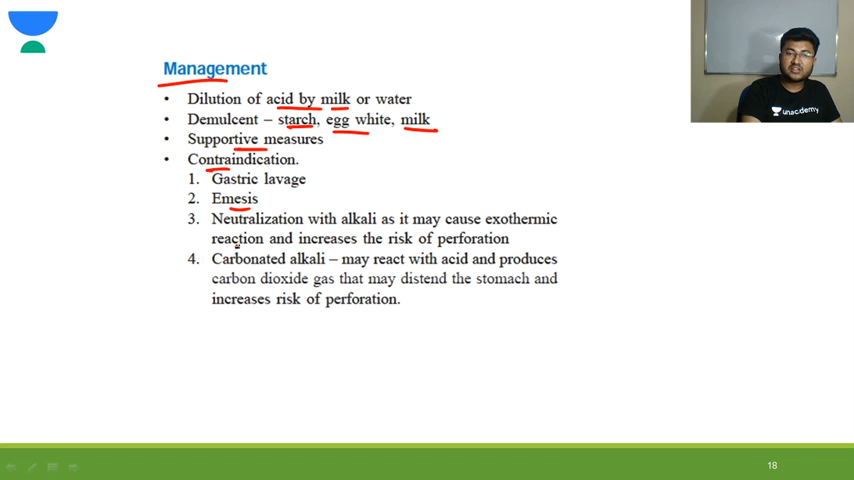 Management
• Dilution of acid by milk or water
• Demulcent – starch, egg white, milk
• Supportive measures
• Contraindication.
1. Gastric lavage
2. Emesis
3. Neutralization with alkali as it may cause exothermic
reaction and increases the risk of perforation
4. Carbonated alkali – may react with acid and produces
carbon dioxide gas that may distend the stomach and
increases risk of perforation.
unacademy
18